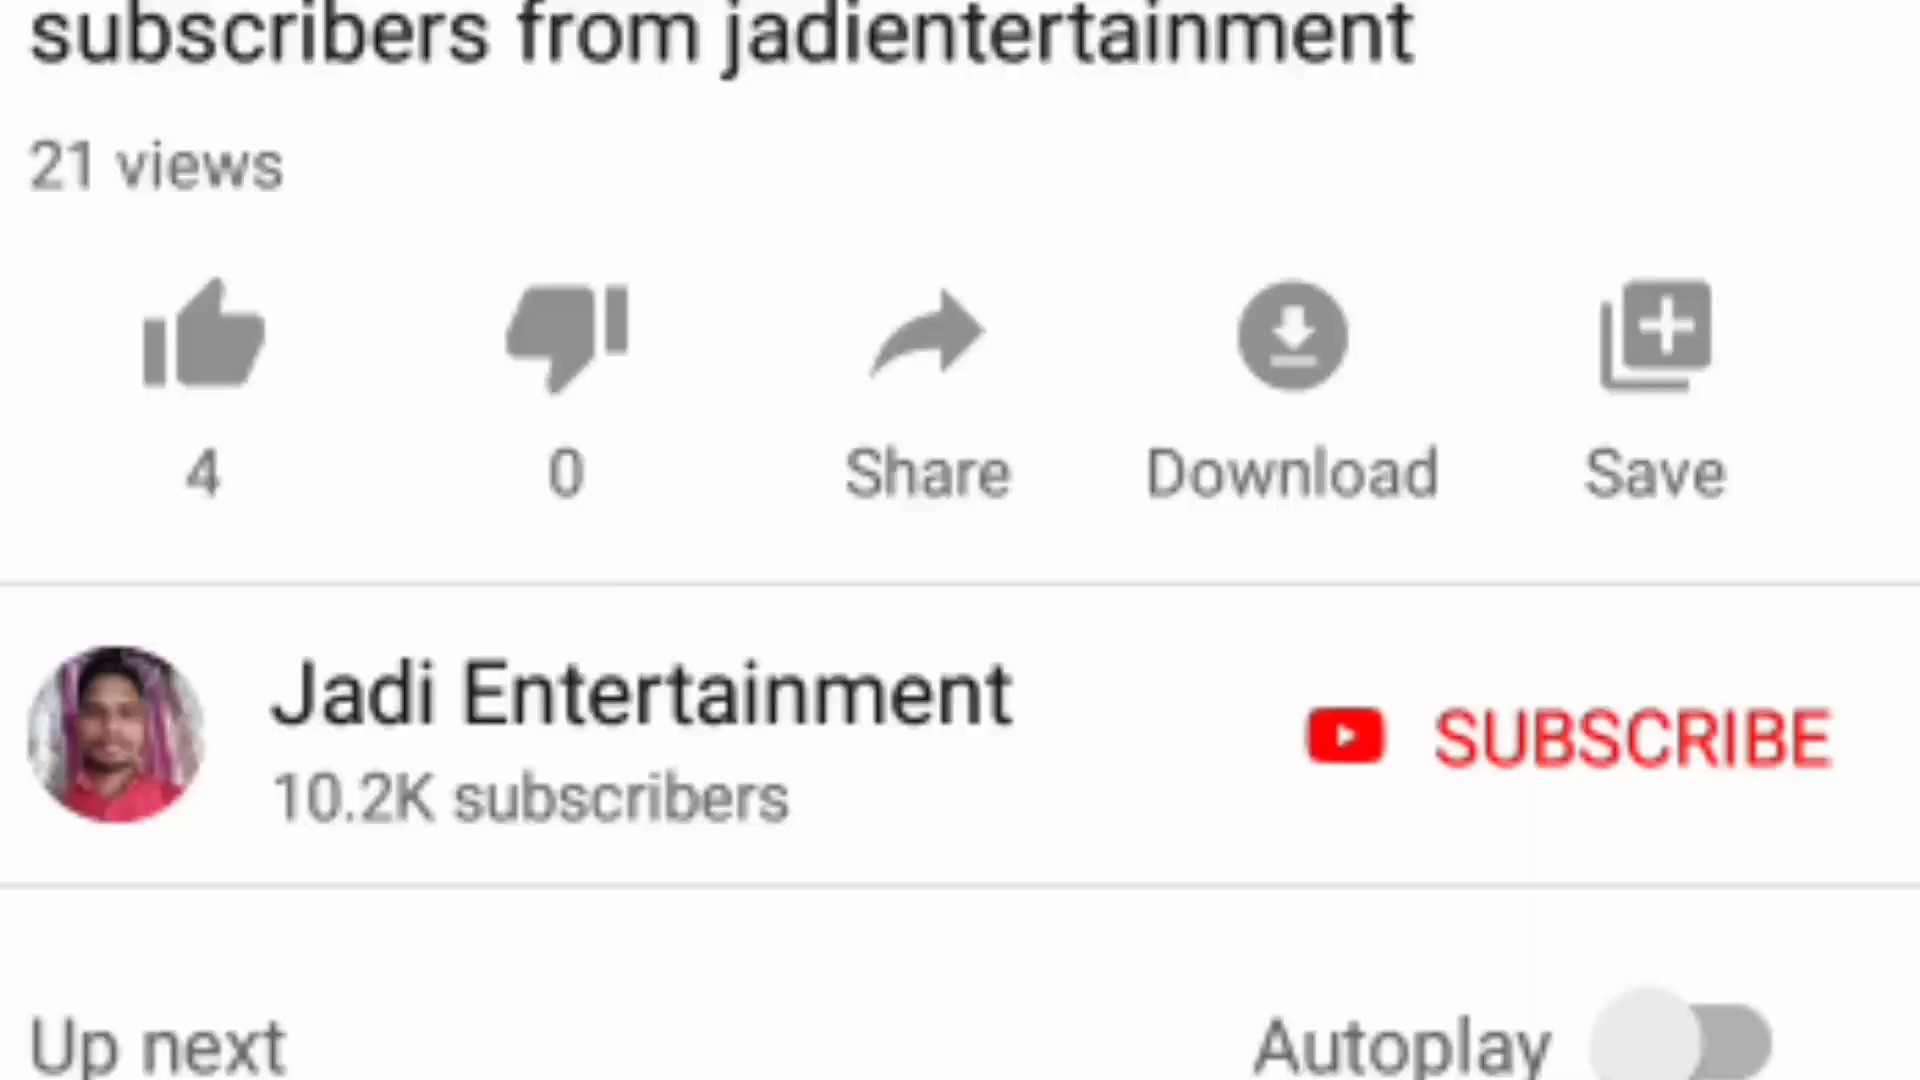 subscribers from jadientertainment
21 views
4 0 Share Download Save
Jadi Entertainment
SUBSCRIBE
10.2K subscribers
Up next Autoplay